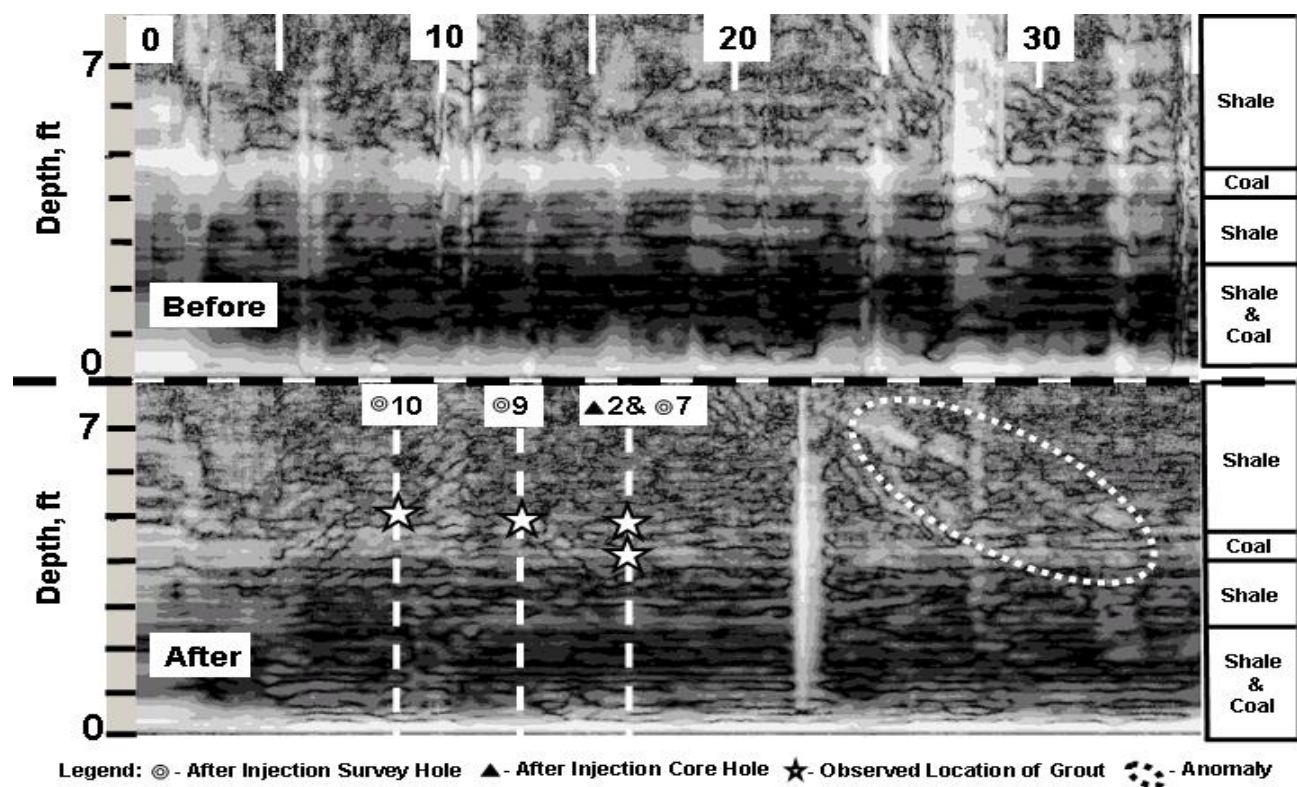 0 10 20 30
7
Depth, ft
Before
0
Shale
Coal
Shale
Shale
&
Coal
◎10 ◎9 ▲2& ◎7
7
Depth, ft
After
0
Shale
Coal
Shale
Shale
&
Coal
Legend: ◎ - After Injection Survey Hole ▲- After Injection Core Hole ☆- Observed Location of Grout - Anomaly